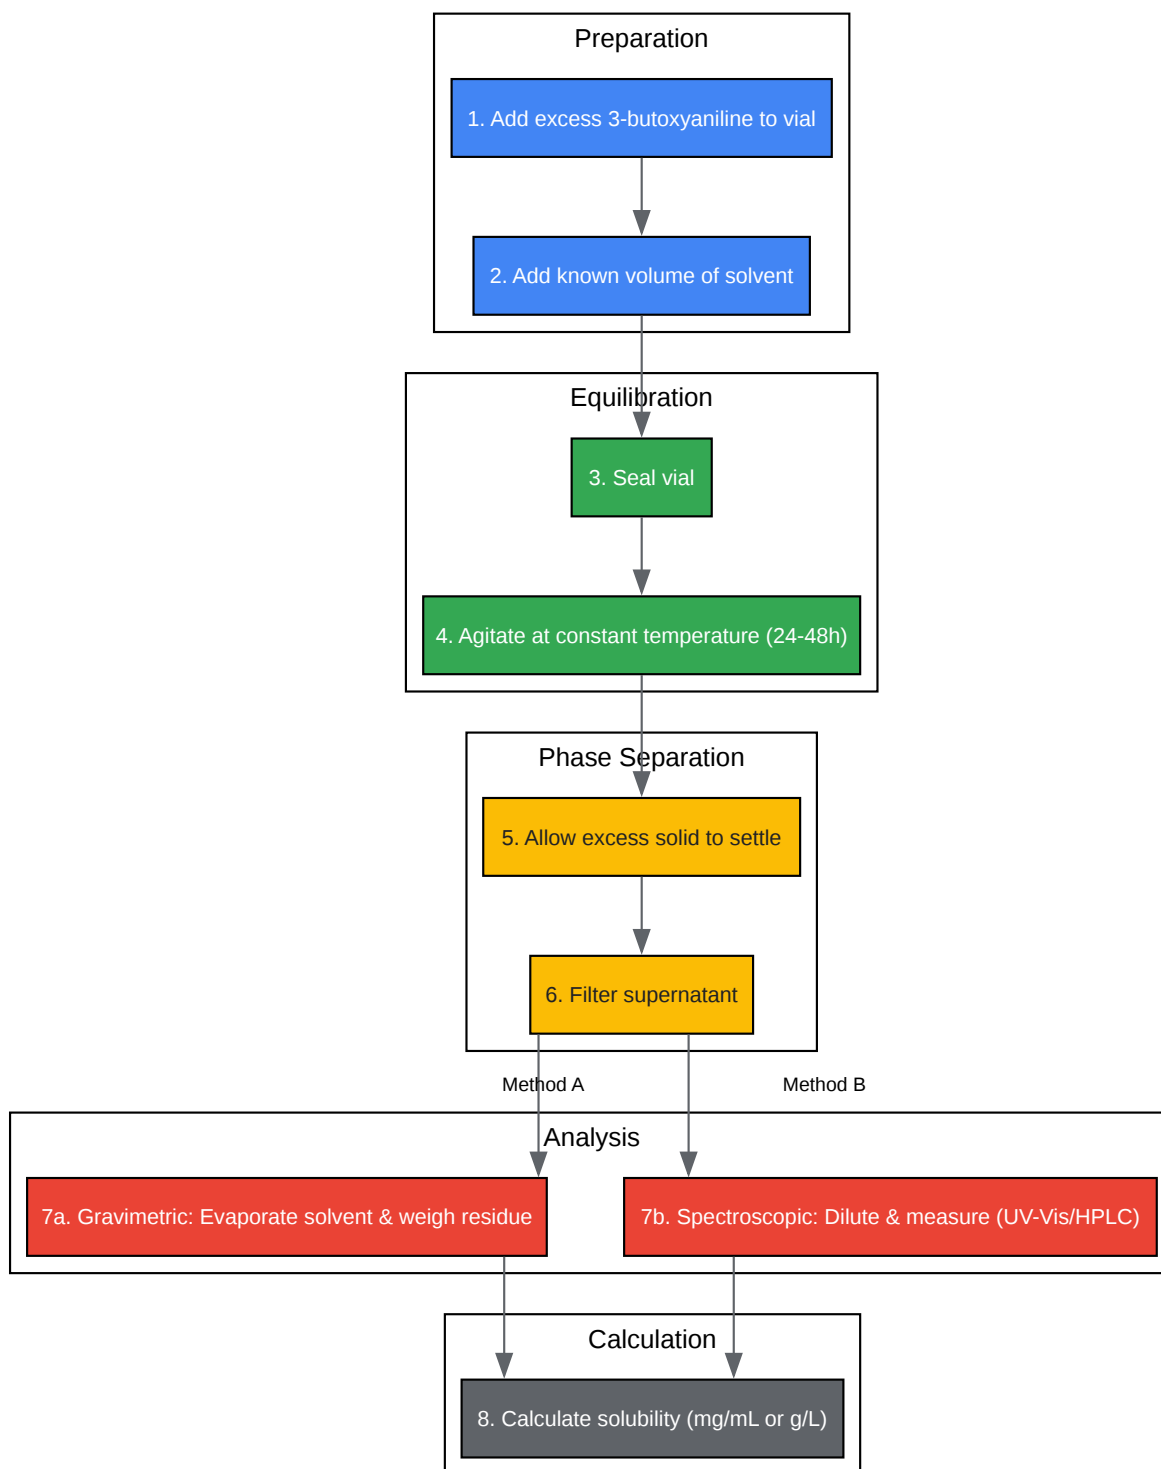 Preparation
1. Add excess 3-butoxyaniline to vial
2. Add known volume of solvent
Equilibration
3. Seal vial
4. Agitate at constant temperature (24-48h)
Phase Separation
5. Allow excess solid to settle
6. Filter supernatant
Method A
Method B
Analysis
7a. Gravimetric: Evaporate solvent & weigh residue
7b. Spectroscopic: Dilute & measure (UV-Vis/HPLC)
Calculation
8. Calculate solubility (mg/mL or g/L)